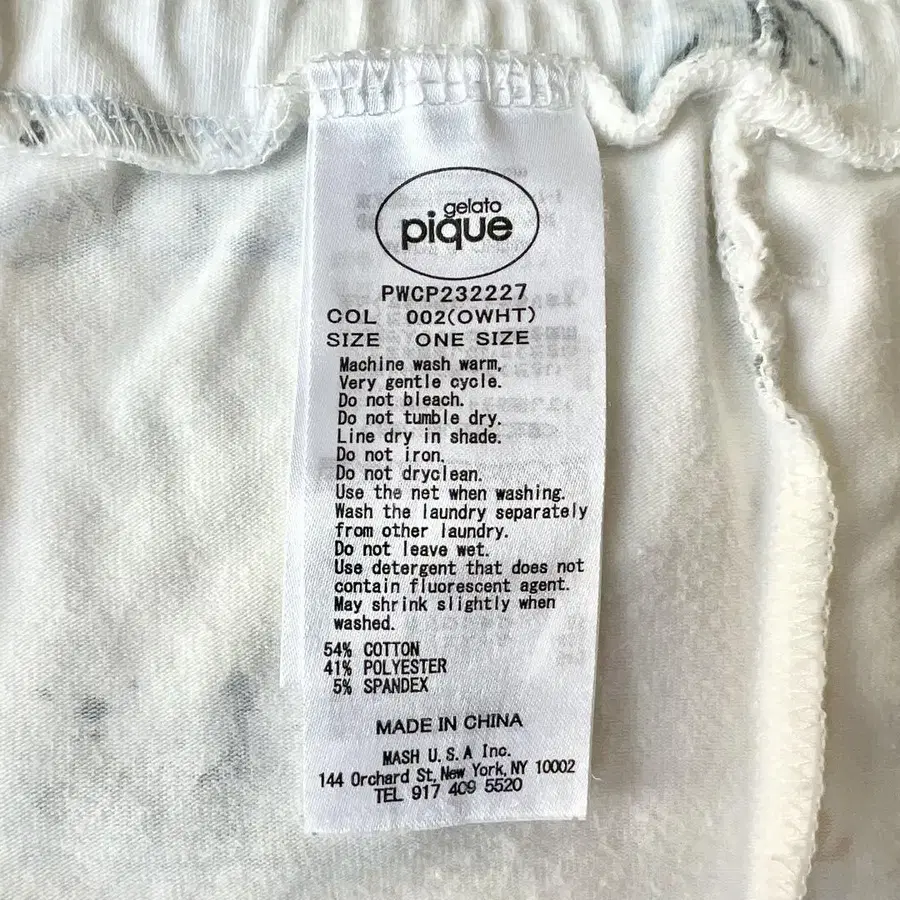 gelato
pique
PWCP232227
COL 002(OWHT)
SIZE ONE SIZE
Machine wash warm,
Very gentle cycle.
Do not bleach.
Do not tumble dry.
Line dry in shade.
Do not iron.
Do not dryclean.
Use the net when washing.
Wash the laundry separately
from other laundry.
Do not leave wet.
Use detergent that does not
contain fluorescent agent.
May shrink slightly when
washed.
54% COTTON
41% POLYESTER
5% SPANDEX
MADE IN CHINA
MASH U.S.A Inc.
144 Orchard St, New York, NY 10002
TEL 917 409 5520